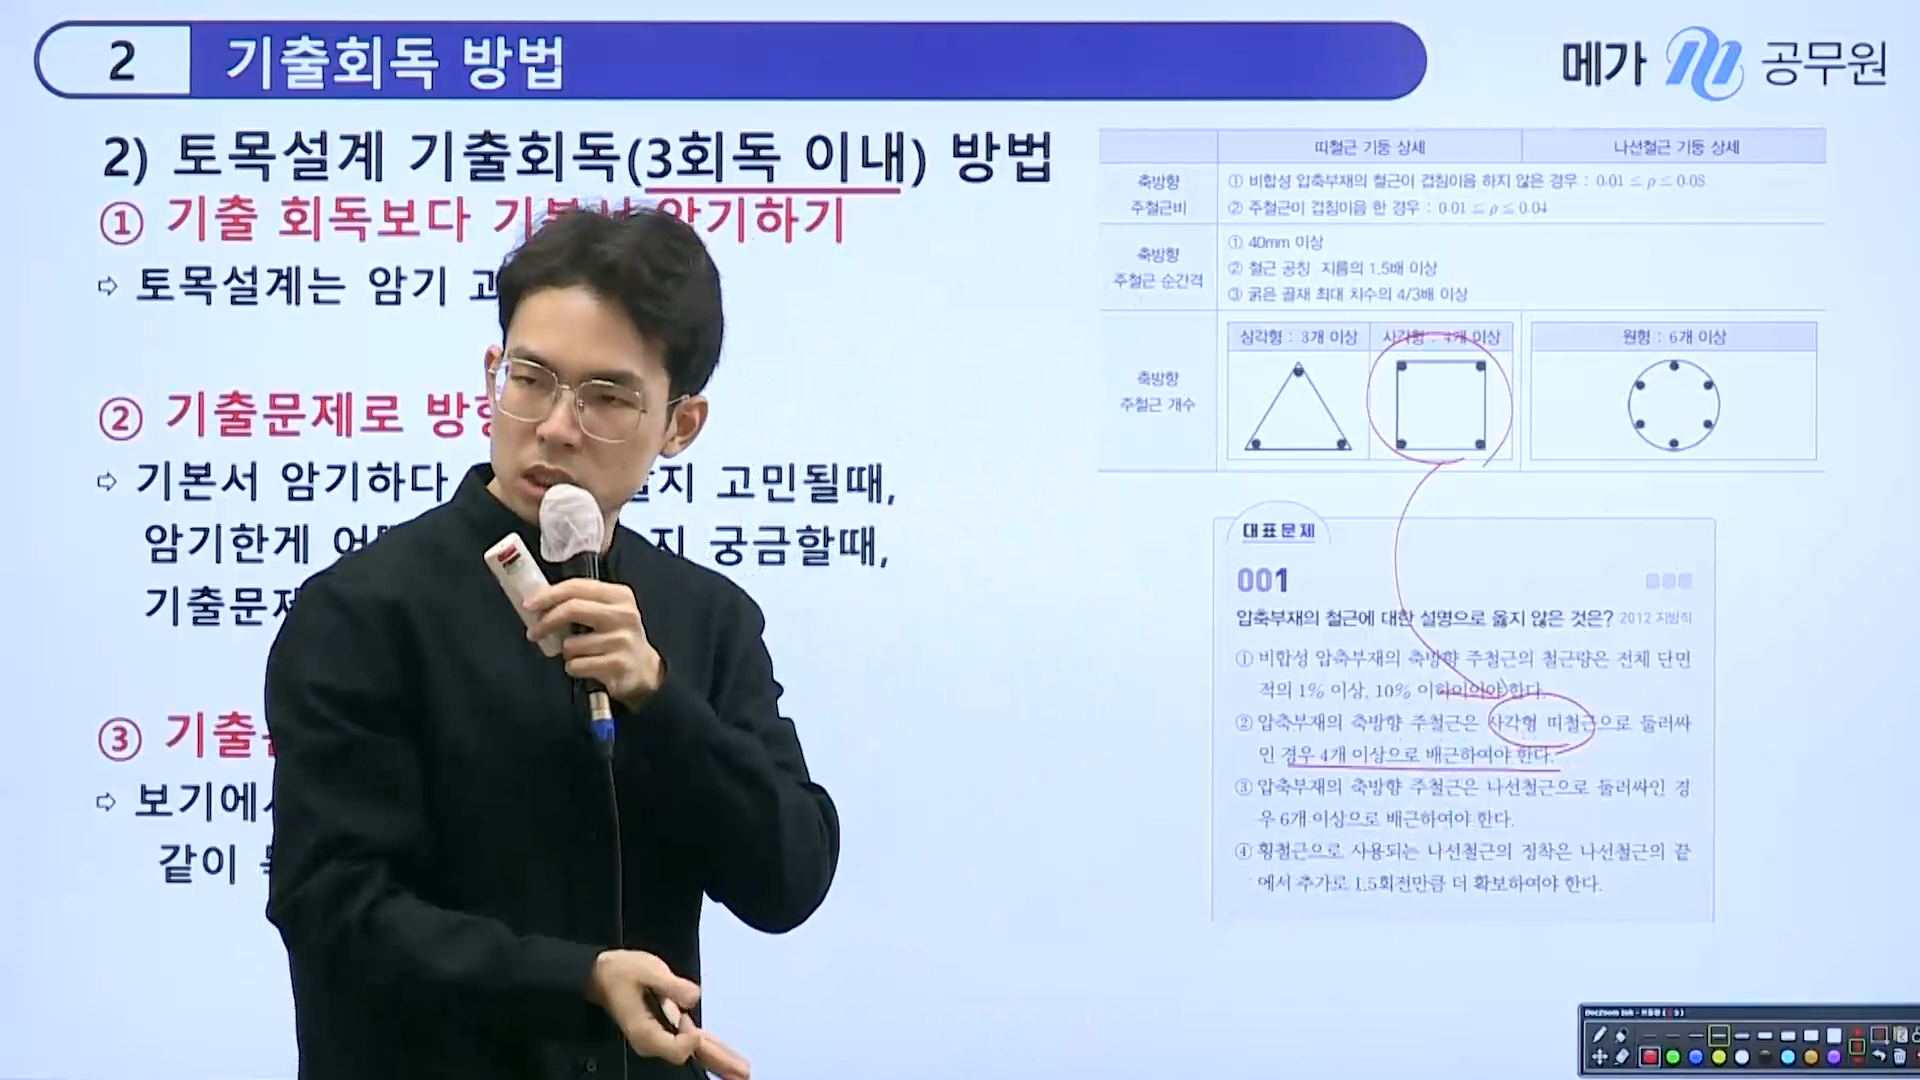 2
기출회독 방법
메가 공무원
2) 토목설계 기출회독(3회독 이내) 방법
① 기출 회독보다 기본서 암기하기
⇨ 토목설계는 암기
② 기출문제로
⇨ 기본서 암기하다 고민될때,
암기한게 궁금할때,
③
⇨
같이
띠철근 기둥 상세
나선철근 기둥 상세
축방향
주철근비
① 비합성 압축부재의 철근이 겹침이음 하지 않은 경우 : 0.01 ≤ ρ ≤ 0.08
② 주철근이 겹침이음 한 경우 : 0.01 ≤ ρ ≤ 0.04
축방향
주철근 순간격
① 40mm 이상
② 철근 공칭 지름의 1.5배 이상
③ 굵은 골재 최대 치수의 4/3배 이상
축방향
주철근 개수
삼각형 : 3개 이상
사각형 : 4개 이상
원형 : 6개 이상
대표문제
001
압축부재의 철근에 대한 설명으로 옳지 않은 것은? 2012 지방직
① 비합성 압축부재의 축방향 주철근의 철근량은 전체 단면
적의 1% 이상, 10% 이하이어야 한다.
② 압축부재의 축방향 주철근은 사각형 띠철근으로 둘러싸
인 경우 4개 이상으로 배근하여야 한다.
③ 압축부재의 축방향 주철근은 나선철근으로 둘러싸인 경
우 6개 이상으로 배근하여야 한다.
④ 횡철근으로 사용되는 나선철근의 정착은 나선철근의 끝
에서 추가로 1.5회전만큼 더 확보하여야 한다.